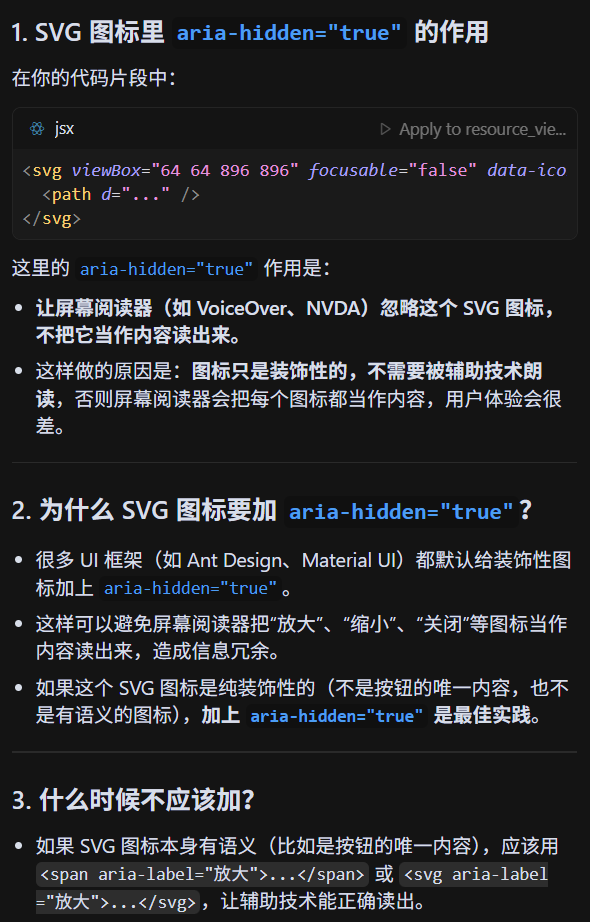 1. SVG 图标里 aria-hidden="true" 的作用
在你的代码片段中：
jsx
Apply to resource_vie...
<svg viewBox="64 64 896 896" focusable="false" data-ico
<path d="..." />
</svg>
这里的 aria-hidden="true" 作用是：
• 让屏幕阅读器（如 VoiceOver、NVDA）忽略这个 SVG 图标，
不把它当作内容读出来。
• 这样做的原因是：图标只是装饰性的，不需要被辅助技术朗
读，否则屏幕阅读器会把每个图标都当作内容，用户体验会很
差。
2. 为什么 SVG 图标要加 aria-hidden="true"？
• 很多 UI 框架（如 Ant Design、Material UI）都默认给装饰性图
标加上 aria-hidden="true"。
• 这样可以避免屏幕阅读器把“放大”、“缩小”、“关闭”等图标当作
内容读出来，造成信息冗余。
• 如果这个 SVG 图标是纯装饰性的（不是按钮的唯一内容，也不
是有语义的图标），加上 aria-hidden="true" 是最佳实践。
3. 什么时候不应该加？
• 如果 SVG 图标本身有语义（比如是按钮的唯一内容），应该用
<span aria-label="放大">...</span> 或 <svg aria-label
="放大">...</svg>，让辅助技术能正确读出。